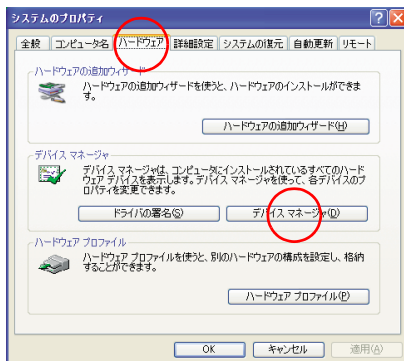 システムのプロパティ
全般 コンピュータ名 ハードウェア 詳細設定 システムの復元 自動更新 リモート
ハードウェアの追加ウィザード
ハードウェアの追加ウィザードを使うと、ハードウェアのインストールができま
す。
ハードウェアの追加ウィザード(H)
デバイス マネージャ
デバイス マネージャは、コンピュータにインストールされているすべてのハード
ウェア デバイスを表示します。デバイス マネージャを使って、各デバイスのプ
ロパティを変更できます。
ドライバの署名(S) デバイス マネージャ(D)
ハードウェア プロファイル
ハードウェア プロファイルを使うと、別のハードウェアの構成を設定し、格納
することができます。
ハードウェア プロファイル(P)
OK キャンセル 適用(A)